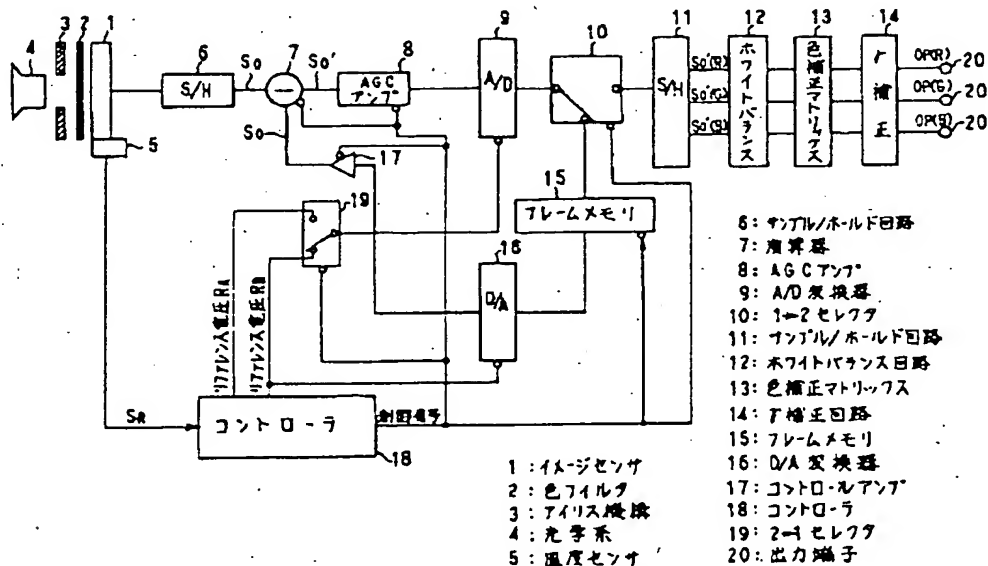 1
2
3
4
5
6
7
8
9
10
11
12
13
14
S/H
So
So'
AGC
アンプ
A/D
S/H
So'(R)
So'(G)
So'(B)
ホワイトバランス
色補正マトリックス
γ補正
OP(R)
OP(G)
OP(B)
20
20
20
So
17
19
15
フレームメモリ
16
D/A
リファレンス電圧RA
リファレンス電圧RB
SR
コントローラ
制御信号
18
1:イメージセンサ
2:色フィルタ
3:アイリス機構
4:光学系
5:温度センサ
6:サンプル/ホールド回路
7:演算器
8:AGCアンプ
9:A/D変換器
10:1→2セレクタ
11:サンプル/ホールド回路
12:ホワイトバランス回路
13:色補正マトリックス
14:γ補正回路
15:フレームメモリ
16:D/A変換器
17:コントロールアンプ
18:コントローラ
19:2→1セレクタ
20:出力端子